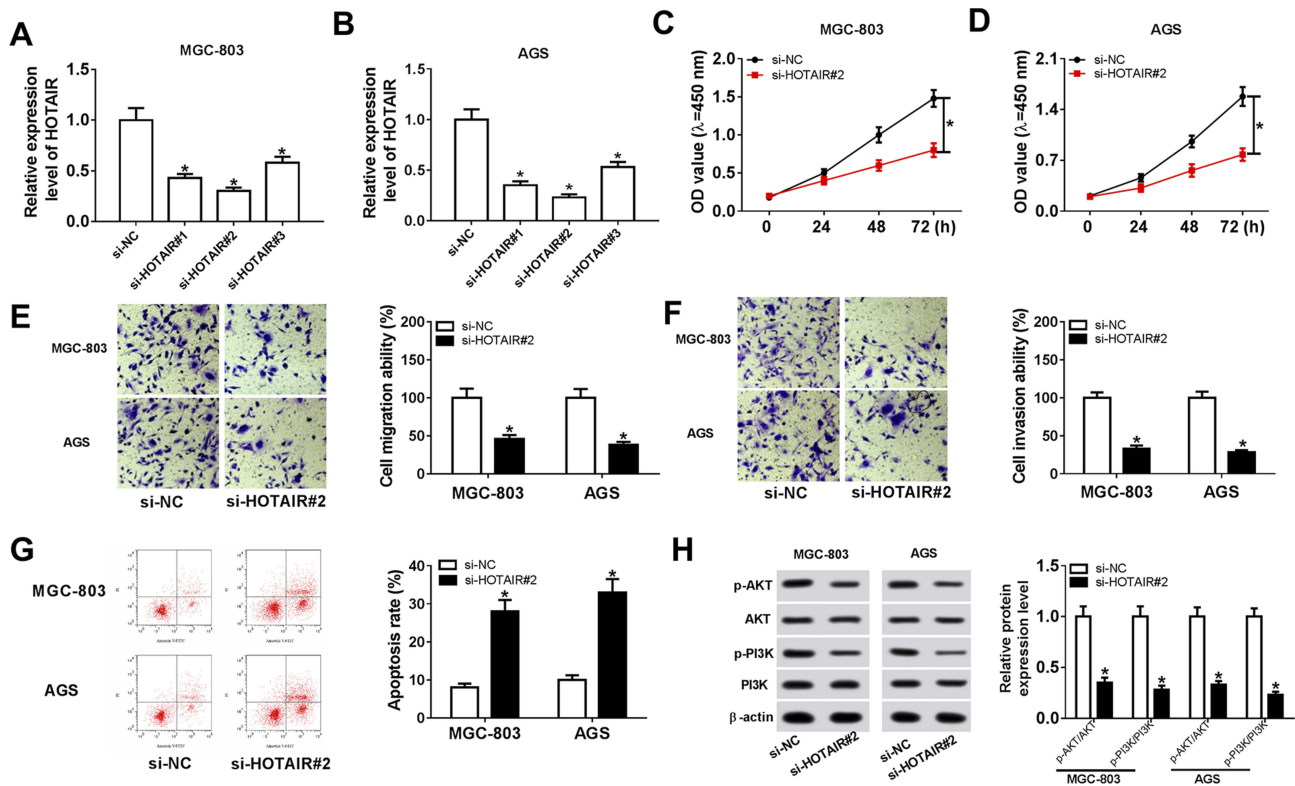 A
MGC-803
Relative expression
level of HOTAIR
1.5
1.0
0.5
0.0
*
*
*
si-NC
si-HOTAIR#1
si-HOTAIR#2
si-HOTAIR#3
B
AGS
Relative expression
level of HOTAIR
1.5
1.0
0.5
0.0
*
*
*
si-NC
si-HOTAIR#1
si-HOTAIR#2
si-HOTAIR#3
C
MGC-803
si-NC
si-HOTAIR#2
OD value (λ=450 nm)
2.0
1.5
1.0
0.5
0.0
*
0 24 48 72 (h)
D
AGS
si-NC
si-HOTAIR#2
OD value (λ=450 nm)
2.1
1.4
0.7
0.0
*
0 24 48 72 (h)
E
MGC-803
AGS
si-NC si-HOTAIR#2
Cell migration ability (%)
200
150
100
50
0
si-NC
si-HOTAIR#2
*
*
MGC-803 AGS
F
MGC-803
AGS
si-NC si-HOTAIR#2
Cell invasion ability (%)
200
150
100
50
0
si-NC
si-HOTAIR#2
*
*
MGC-803 AGS
G
MGC-803
AGS
PI
Annexin V-FITC
si-NC si-HOTAIR#2
Apoptosis rate (%)
40
30
20
10
0
si-NC
si-HOTAIR#2
*
*
MGC-803 AGS
H
MGC-803 AGS
p-AKT
AKT
p-PI3K
PI3K
β-actin
si-NC
si-HOTAIR#2
si-NC
si-HOTAIR#2
Relative protein
expression level
1.5
1.0
0.5
0.0
si-NC
si-HOTAIR#2
*
*
*
*
p-AKT/AKT
p-PI3K/PI3K
p-AKT/AKT
p-PI3K/PI3K
MGC-803 AGS